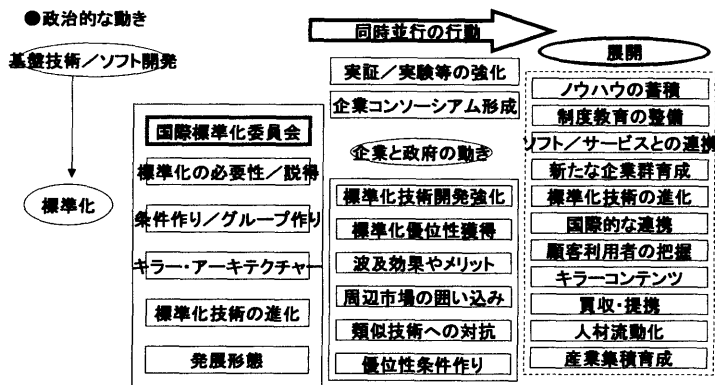 ●政治的な動き
基盤技術／ソフト開発
標準化
国際標準化委員会
標準化の必要性／説得
条件作り／グループ作り
キラー・アーキテクチャー
標準化技術の進化
発展形態
同時並行の行動
実証／実験等の強化
企業コンソーシアム形成
企業と政府の動き
標準化技術開発強化
標準化優位性獲得
波及効果やメリット
周辺市場の囲い込み
類似技術への対抗
優位性条件作り
展開
ノウハウの蓄積
制度教育の整備
ソフト／サービスとの連携
新たな企業群育成
標準化技術の進化
国際的な連携
顧客利用者の把握
キラーコンテンツ
買収・提携
人材流動化
産業集積育成